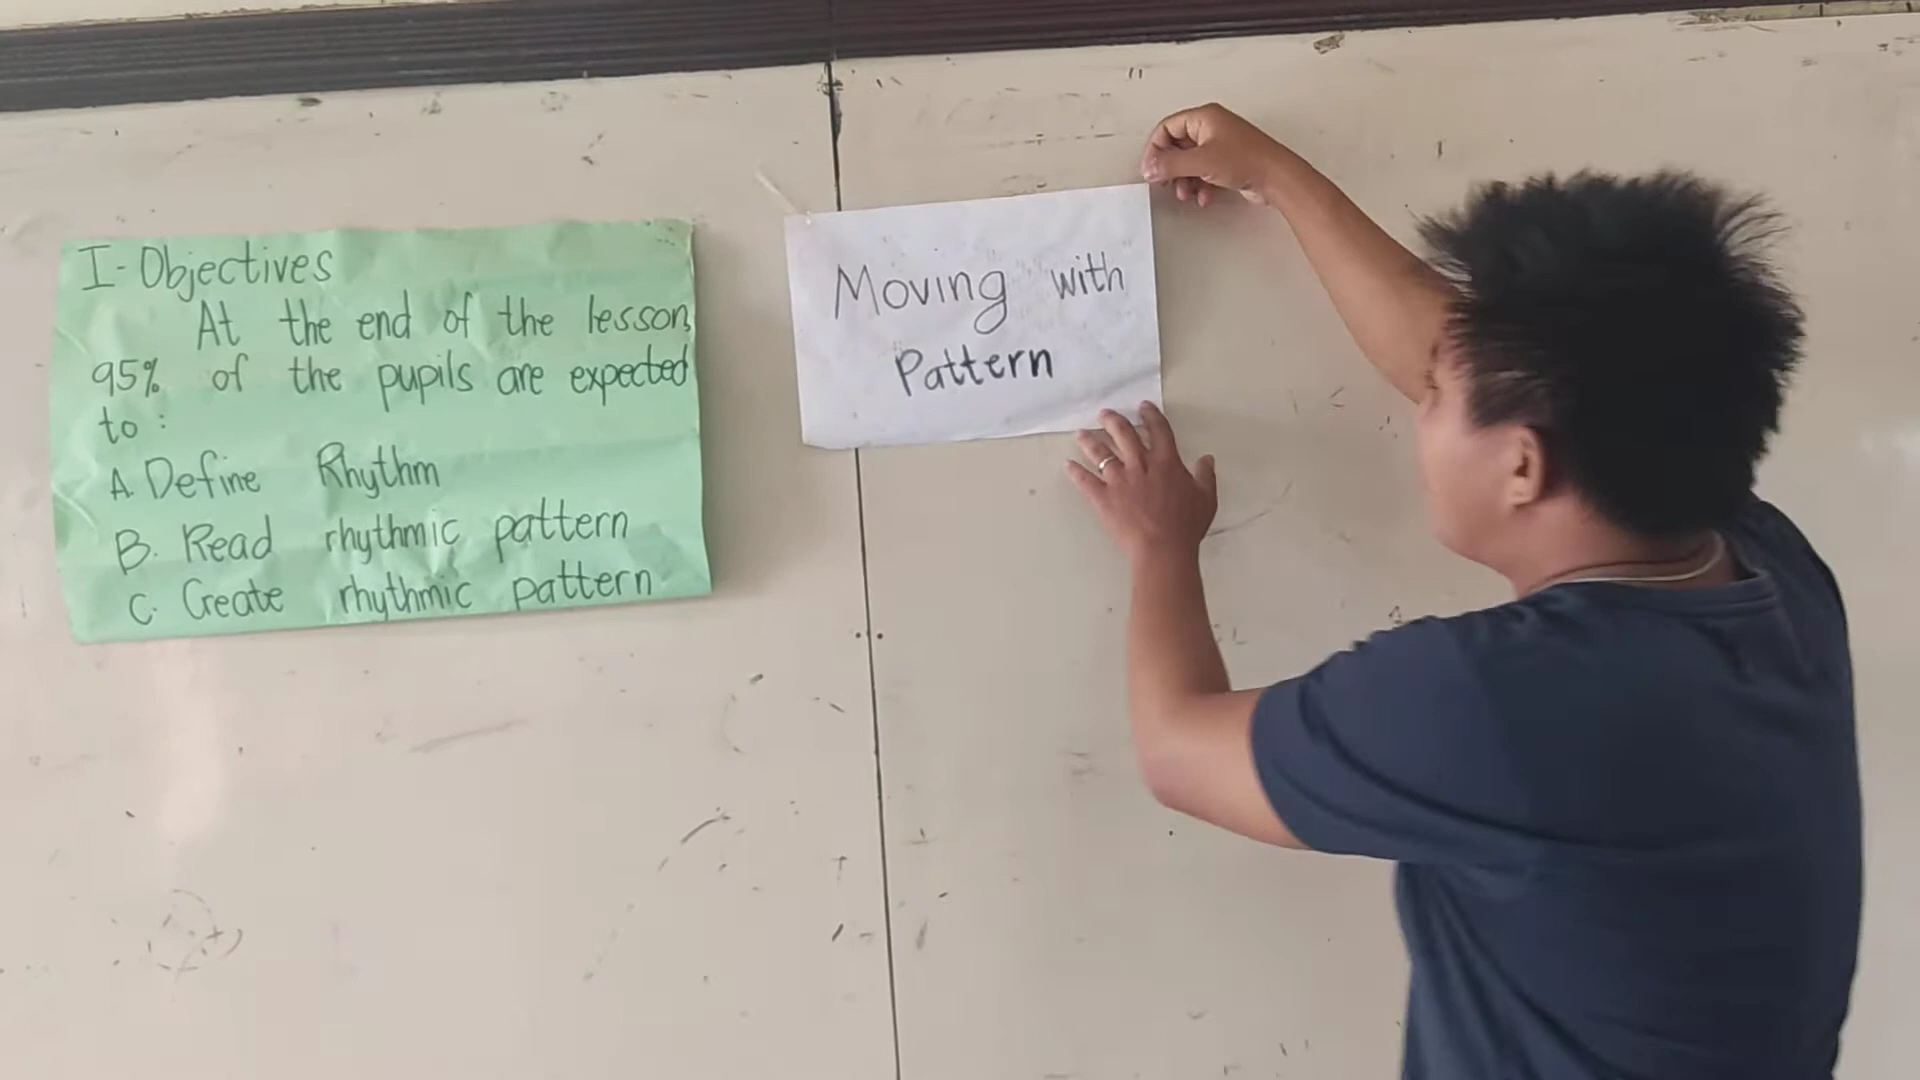 I- Objectives
At the end of the lesson,
95% of the pupils are expected
to:
A. Define Rhythm
B. Read rhythmic pattern
C. Create rhythmic pattern
Moving with
Pattern